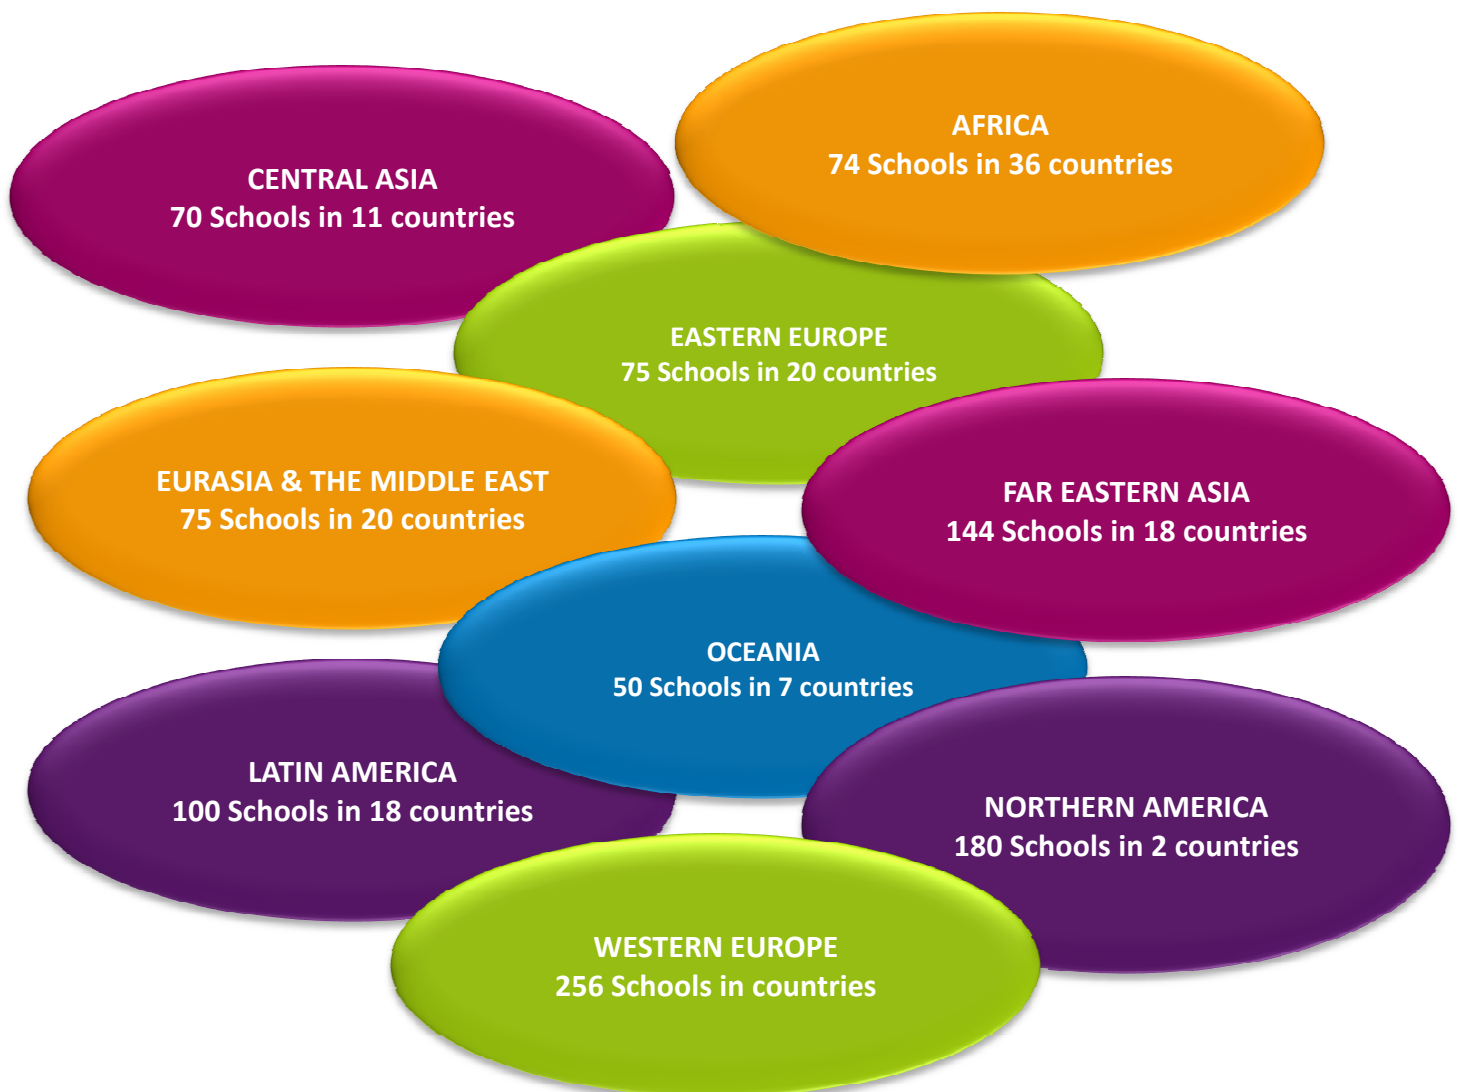 AFRICA
74 Schools in 36 countries
CENTRAL ASIA
70 Schools in 11 countries
EASTERN EUROPE
75 Schools in 20 countries
EURASIA & THE MIDDLE EAST
75 Schools in 20 countries
FAR EASTERN ASIA
144 Schools in 18 countries
OCEANIA
50 Schools in 7 countries
LATIN AMERICA
100 Schools in 18 countries
NORTHERN AMERICA
180 Schools in 2 countries
WESTERN EUROPE
256 Schools in countries